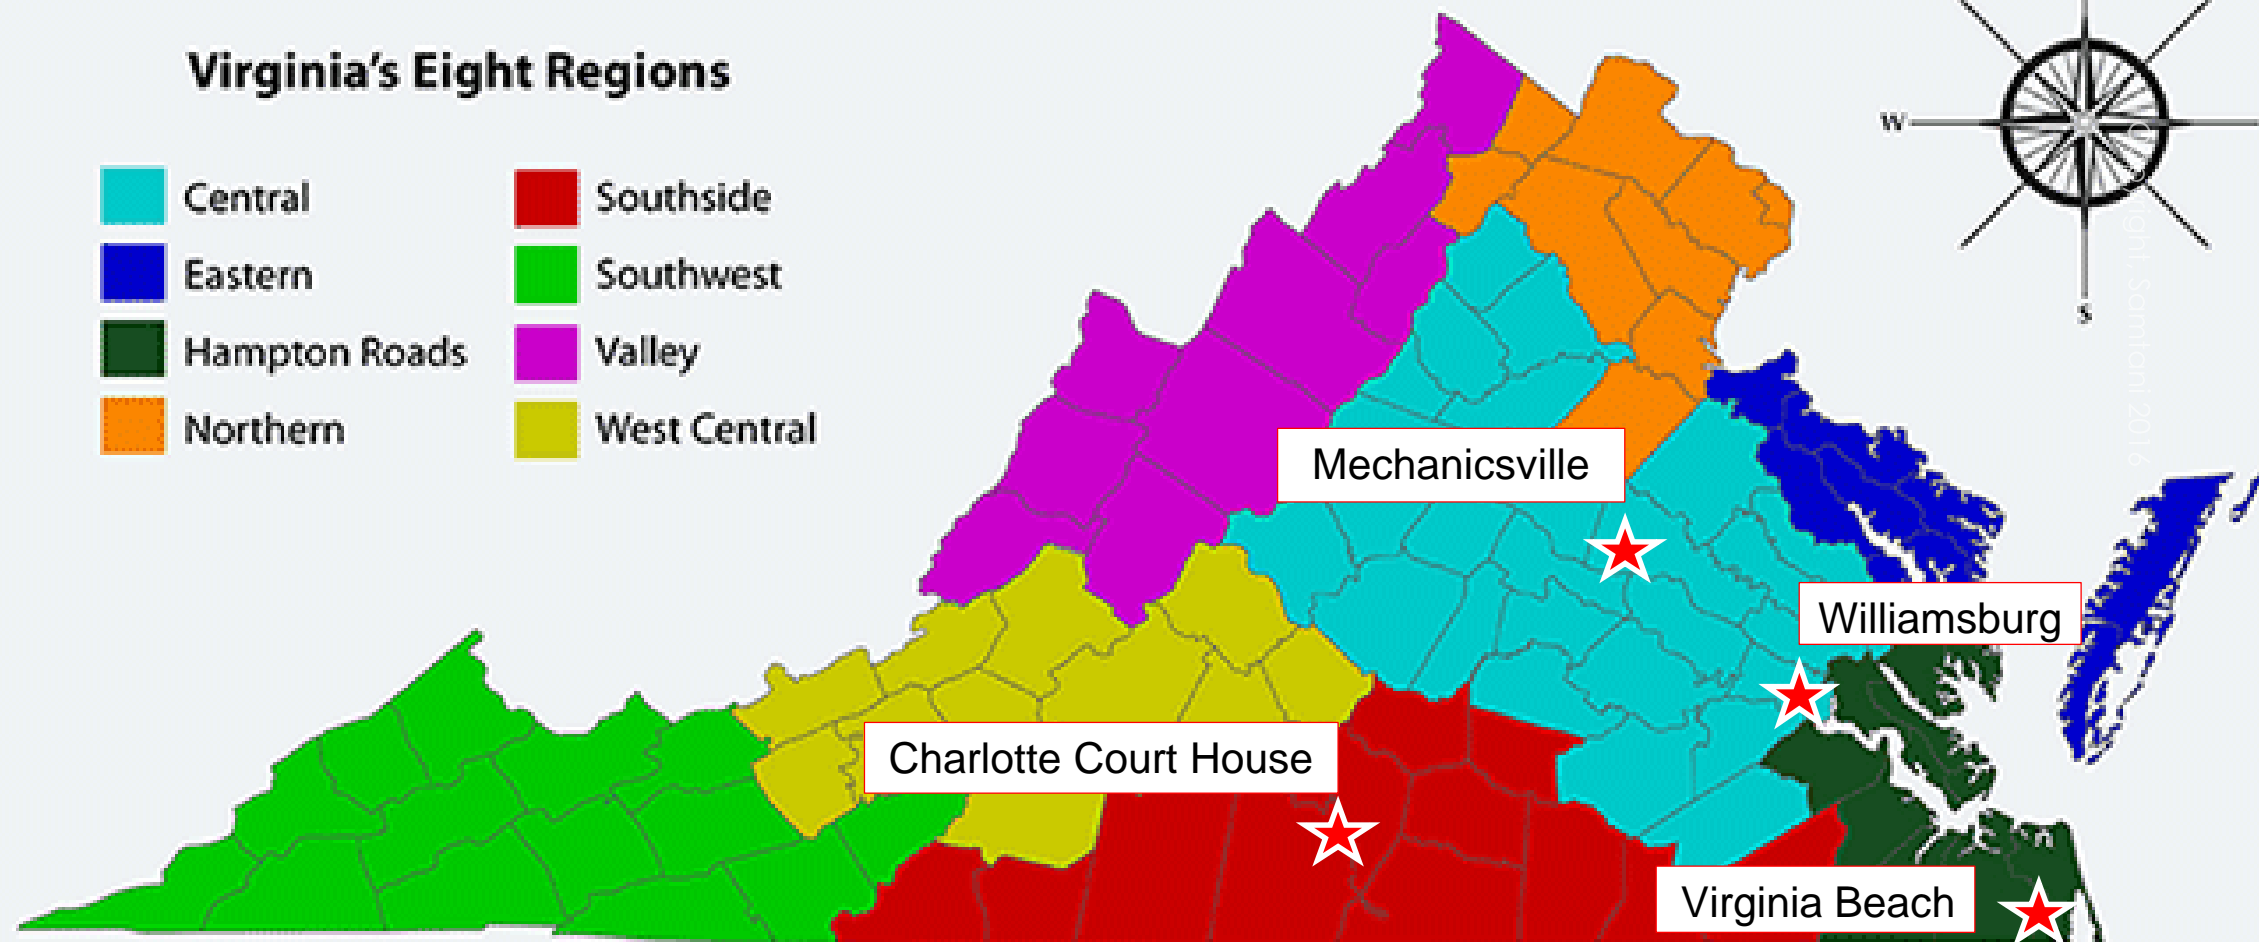 Virginia's Eight Regions
Central
Eastern
Hampton Roads
Northern
Southside
Southwest
Valley
West Central
W
S
Mechanicsville
Williamsburg
Charlotte Court House
Virginia Beach